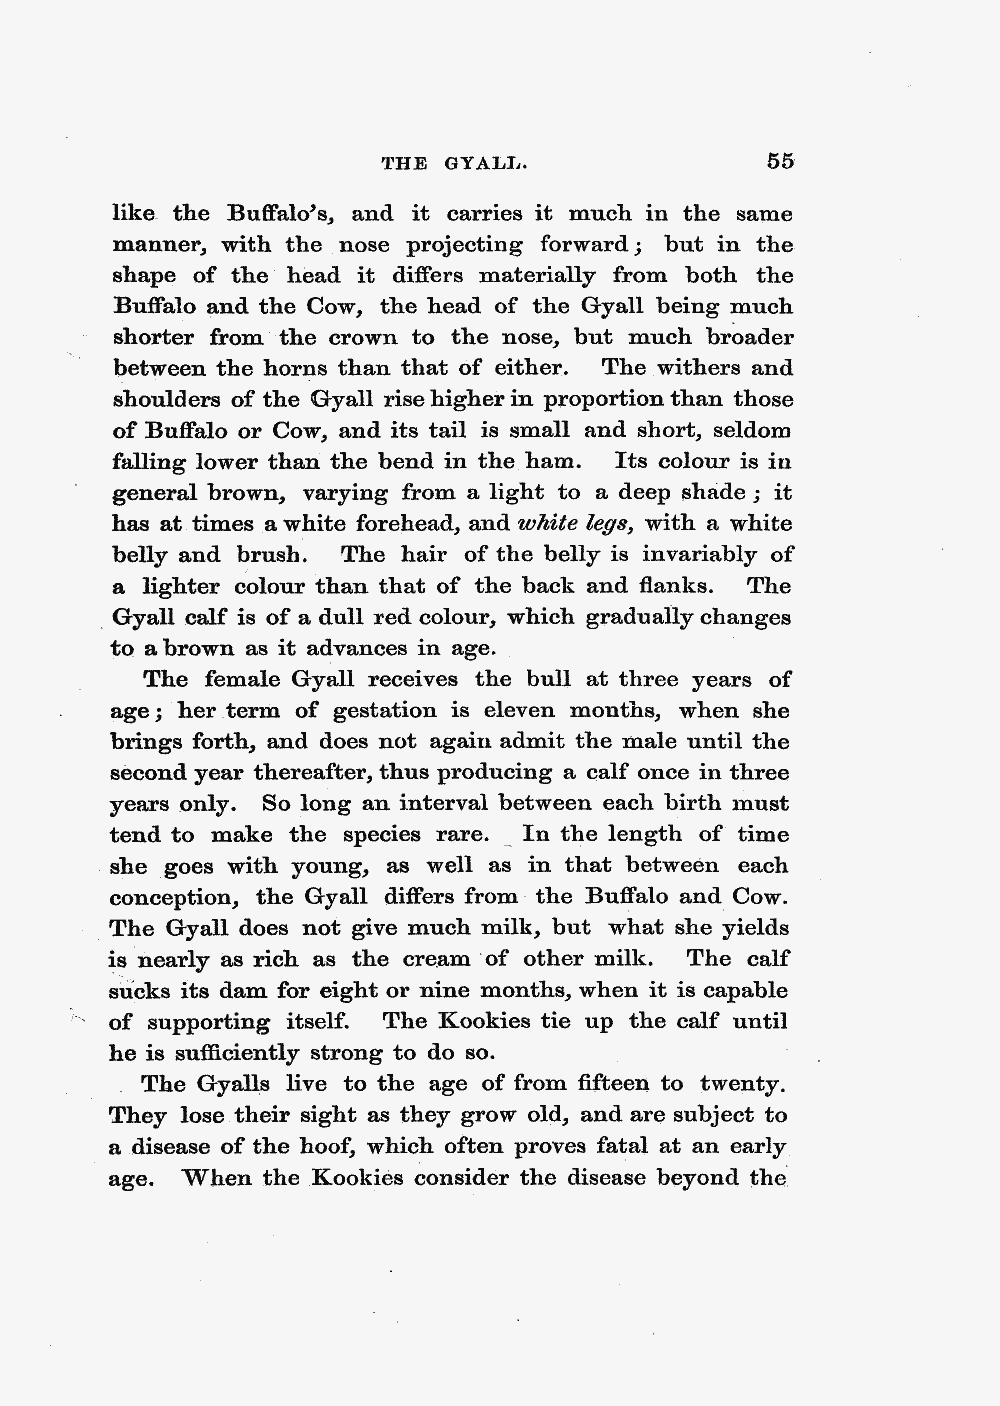 THE GYALL. 55
like the Buffalo's, and it carries it much in the same
manner, with the nose projecting forward; but in the
shape of the head it differs materially from both the
Buffalo and the Cow, the head of the Gyall being much
shorter from the crown to the nose, but much broader
between the horns than that of either. The withers and
shoulders of the Gyall rise higher in proportion than those
of Buffalo or Cow, and its tail is small and short, seldom
falling lower than the bend in the ham. Its colour is in
general brown, varying from a light to a deep shade; it
has at times a white forehead, and white legs, with a white
belly and brush. The hair of the belly is invariably of
a lighter colour than that of the back and flanks. The
Gyall calf is of a dull red colour, which gradually changes
to a brown as it advances in age.
The female Gyall receives the bull at three years of
age; her term of gestation is eleven months, when she
brings forth, and does not again admit the male until the
second year thereafter, thus producing a calf once in three
years only. So long an interval between each birth must
tend to make the species rare. In the length of time
she goes with young, as well as in that between each
conception, the Gyall differs from the Buffalo and Cow.
The Gyall does not give much milk, but what she yields
is nearly as rich as the cream of other milk. The calf
sucks its dam for eight or nine months, when it is capable
of supporting itself. The Kookies tie up the calf until
he is sufficiently strong to do so.
The Gyalls live to the age of from fifteen to twenty.
They lose their sight as they grow old, and are subject to
a disease of the hoof, which often proves fatal at an early
age. When the Kookies consider the disease beyond the